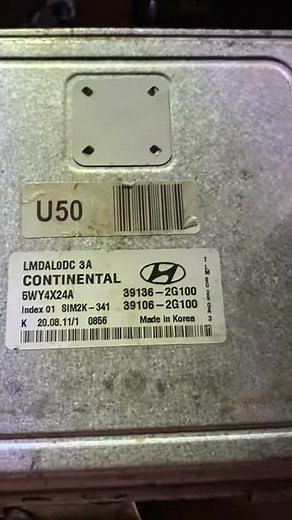 U50
LMDAL0DC 3A
CONTINENTAL
5WY4X24A 39136-2G100
Index 01 SIM2K-341 39106-2G100
K 20.08.11/1 0856 Made in Korea